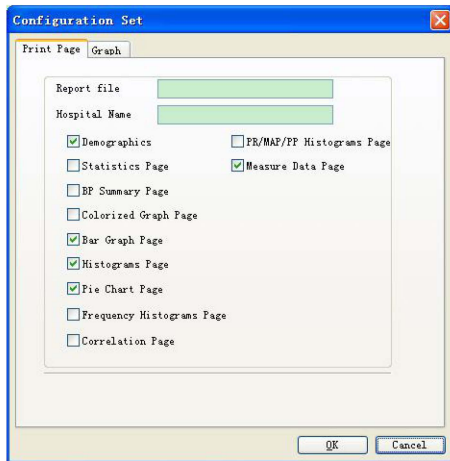 Configuration Set
Print Page Graph
Report file
Hospital Name
Demographics PR/MAP/PP Histograms Page
Statistics Page Measure Data Page
BP Summary Page
Colorized Graph Page
Bar Graph Page
Histograms Page
Pie Chart Page
Frequency Histograms Page
Correlation Page
OK Cancel